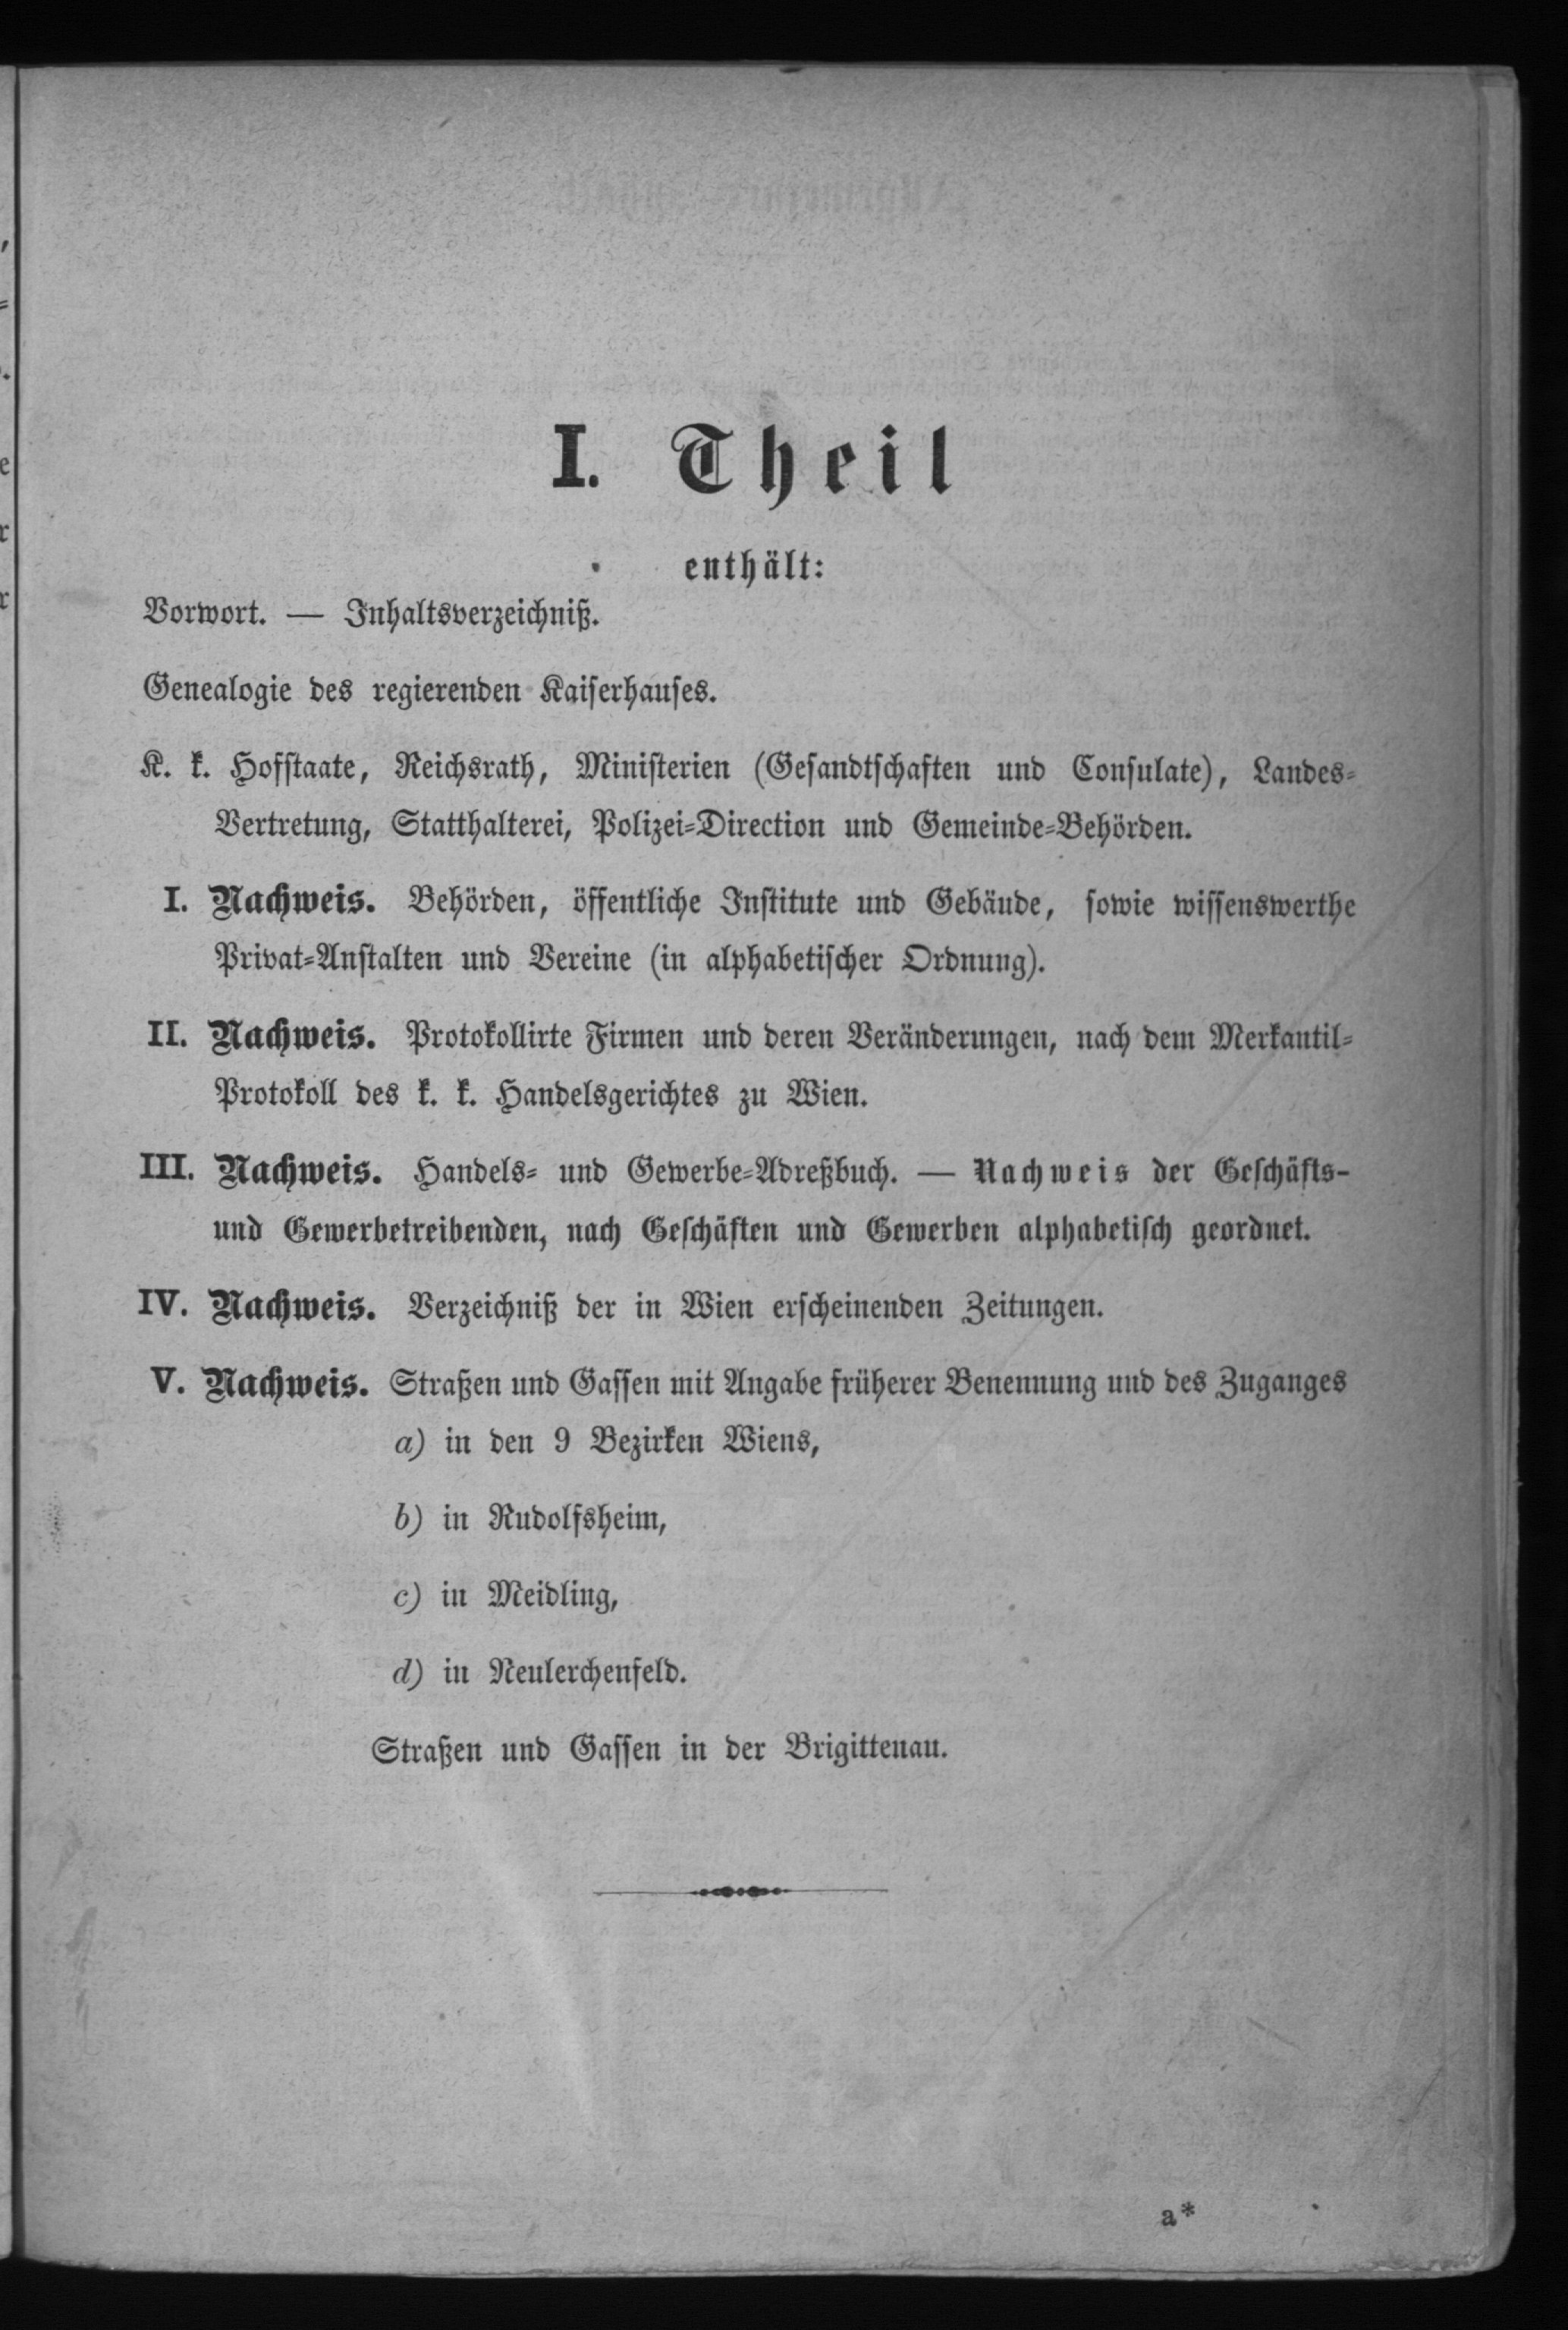 I. Theil
enthält:
Vorwort. — Inhaltsverzeichniß.
Genealogie des regierenden Kaiserhauses.
K. k. Hofstaate, Reichsrath, Ministerien (Gesandtschaften und Consulate), Landes-
Vertretung, Statthalterei, Polizei-Direction und Gemeinde-Behörden.
I. Nachweis. Behörden, öffentliche Institute und Gebäude, sowie wissenswerthe
Privat-Anstalten und Vereine (in alphabetischer Ordnung).
II. Nachweis. Protokollirte Firmen und deren Veränderungen, nach dem Merkantil-
Protokoll des k. k. Handelsgerichtes zu Wien.
III. Nachweis. Handels- und Gewerbe-Adreßbuch. — Nachweis der Geschäfts-
und Gewerbetreibenden, nach Geschäften und Gewerben alphabetisch geordnet.
IV. Nachweis. Verzeichniß der in Wien erscheinenden Zeitungen.
V. Nachweis. Straßen und Gassen mit Angabe früherer Benennung und des Zuganges
a) in den 9 Bezirken Wiens,
b) in Rudolfsheim,
c) in Meidling,
d) in Neulerchenfeld.
Straßen und Gassen in der Brigittenau.
a*